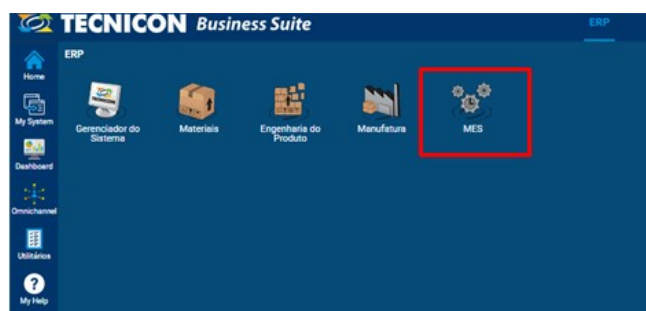 TECNICON Business Suite
ERP
ERP
Home
My System
Dashboard
Omnichannel
Utilitários
My Help
Gerenciador do
Sistema
Materiais
Engenharia do
Produto
Manufatura
MES